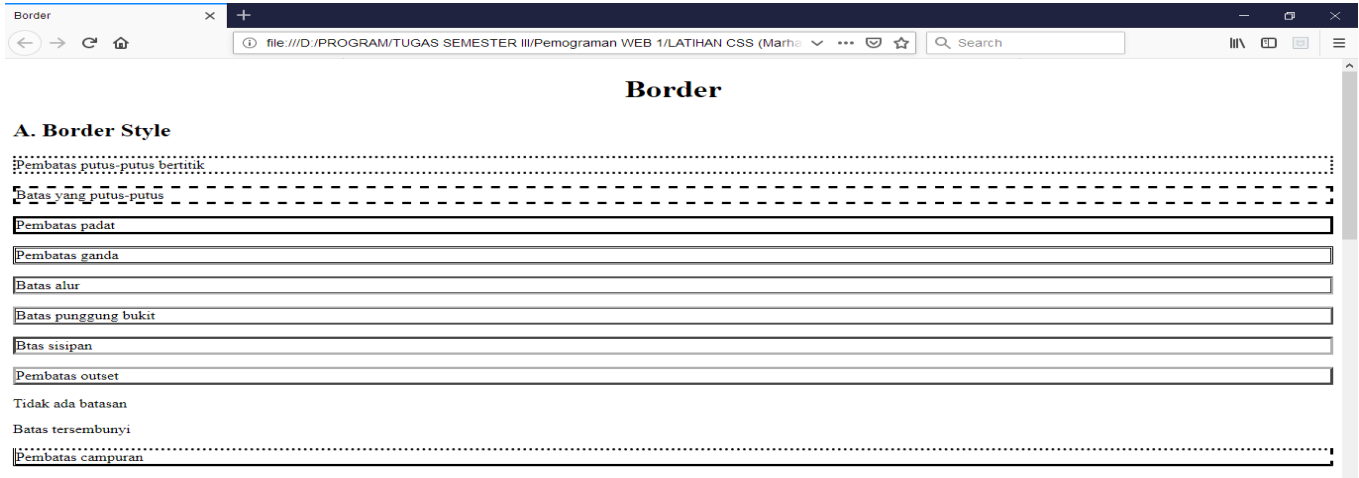 Border
file:///D:/PROGRAM/TUGAS SEMESTER III/Pemograman WEB 1/LATIHAN CSS (Marha
Search
Border
A. Border Style
Pembatas putus-putus bertitik
Batas yang putus-putus
Pembatas padat
Pembatas ganda
Batas alur
Batas punggung bukit
Btas sisipan
Pembatas outset
Tidak ada batasan
Batas tersembunyi
Pembatas campuran